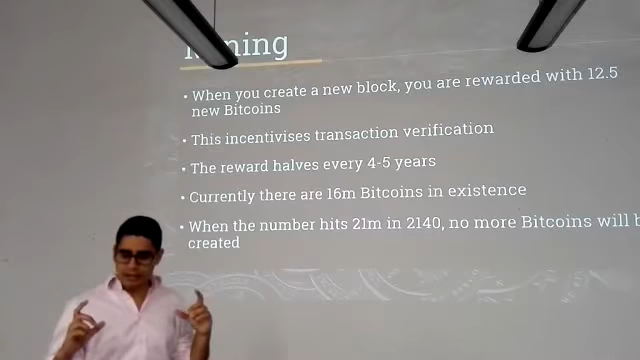 • When you create a new block, you are rewarded with 12.5
new Bitcoins
• This incentivises transaction verification
• The reward halves every 4-5 years
• Currently there are 16m Bitcoins in existence
• When the number hits 21m in 2140, no more Bitcoins will
created